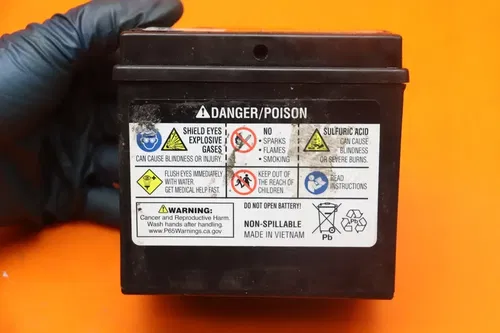 ⚠DANGER/POISON
SHIELD EYES
EXPLOSIVE
GASES
CAN CAUSE BLINDNESS OR INJURY.
NO
• SPARKS
• FLAMES
• SMOKING
SULFURIC ACID
CAN CAUSE
BLINDNESS
OR SEVERE BURNS.
FLUSH EYES IMMEDIATELY
WITH WATER.
GET MEDICAL HELP FAST.
KEEP OUT OF
THE REACH OF
CHILDREN.
READ
INSTRUCTIONS
⚠WARNING:
Cancer and Reproductive Harm.
Wash hands after handling.
www.P65Warnings.ca.gov
DO NOT OPEN BATTERY!
NON-SPILLABLE
MADE IN VIETNAM
Pb
Pb